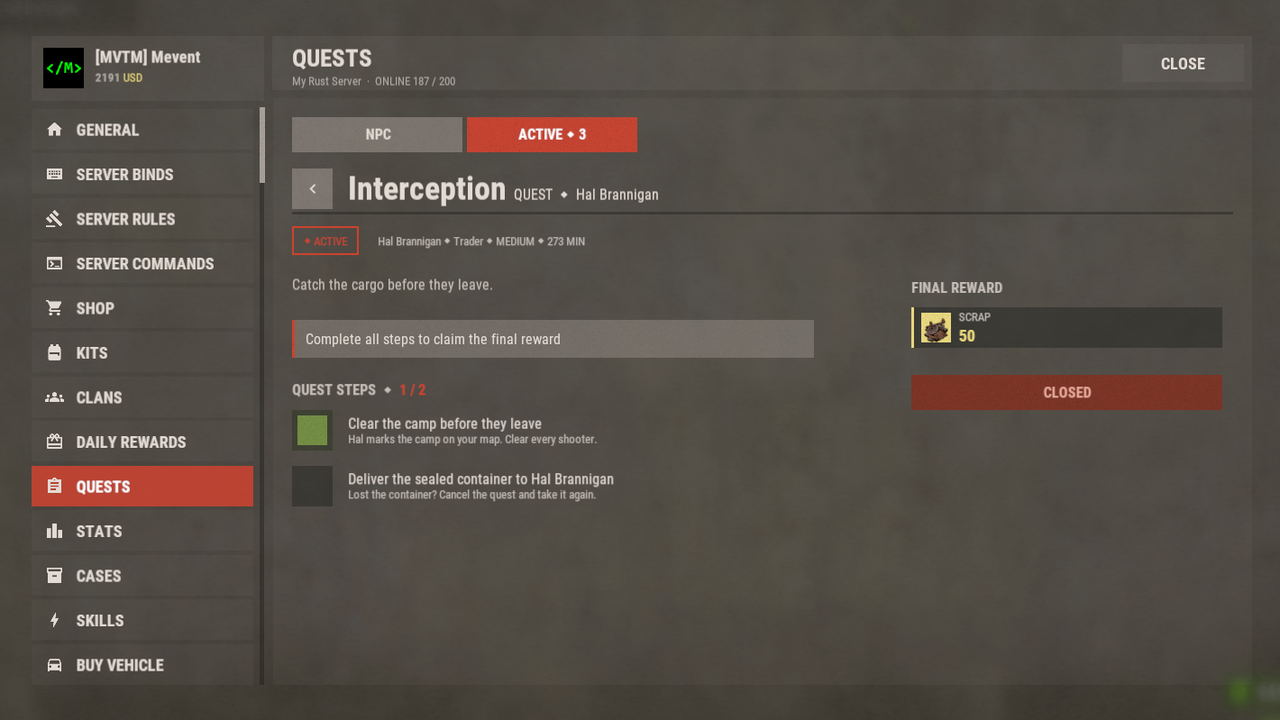 </M>
[MVTM] Mevent
2191 USD
GENERAL
SERVER BINDS
SERVER RULES
SERVER COMMANDS
SHOP
KITS
CLANS
DAILY REWARDS
QUESTS
STATS
CASES
SKILLS
BUY VEHICLE
QUESTS
My Rust Server · ONLINE 187 / 200
CLOSE
NPC
ACTIVE ◆ 3
Interception QUEST ◆ Hal Brannigan
◆ ACTIVE
Hal Brannigan ◆ Trader ◆ MEDIUM ◆ 273 MIN
Catch the cargo before they leave.
Complete all steps to claim the final reward
QUEST STEPS ◆ 1 / 2
Clear the camp before they leave
Hal marks the camp on your map. Clear every shooter.
Deliver the sealed container to Hal Brannigan
Lost the container? Cancel the quest and take it again.
FINAL REWARD
SCRAP
50
CLOSED